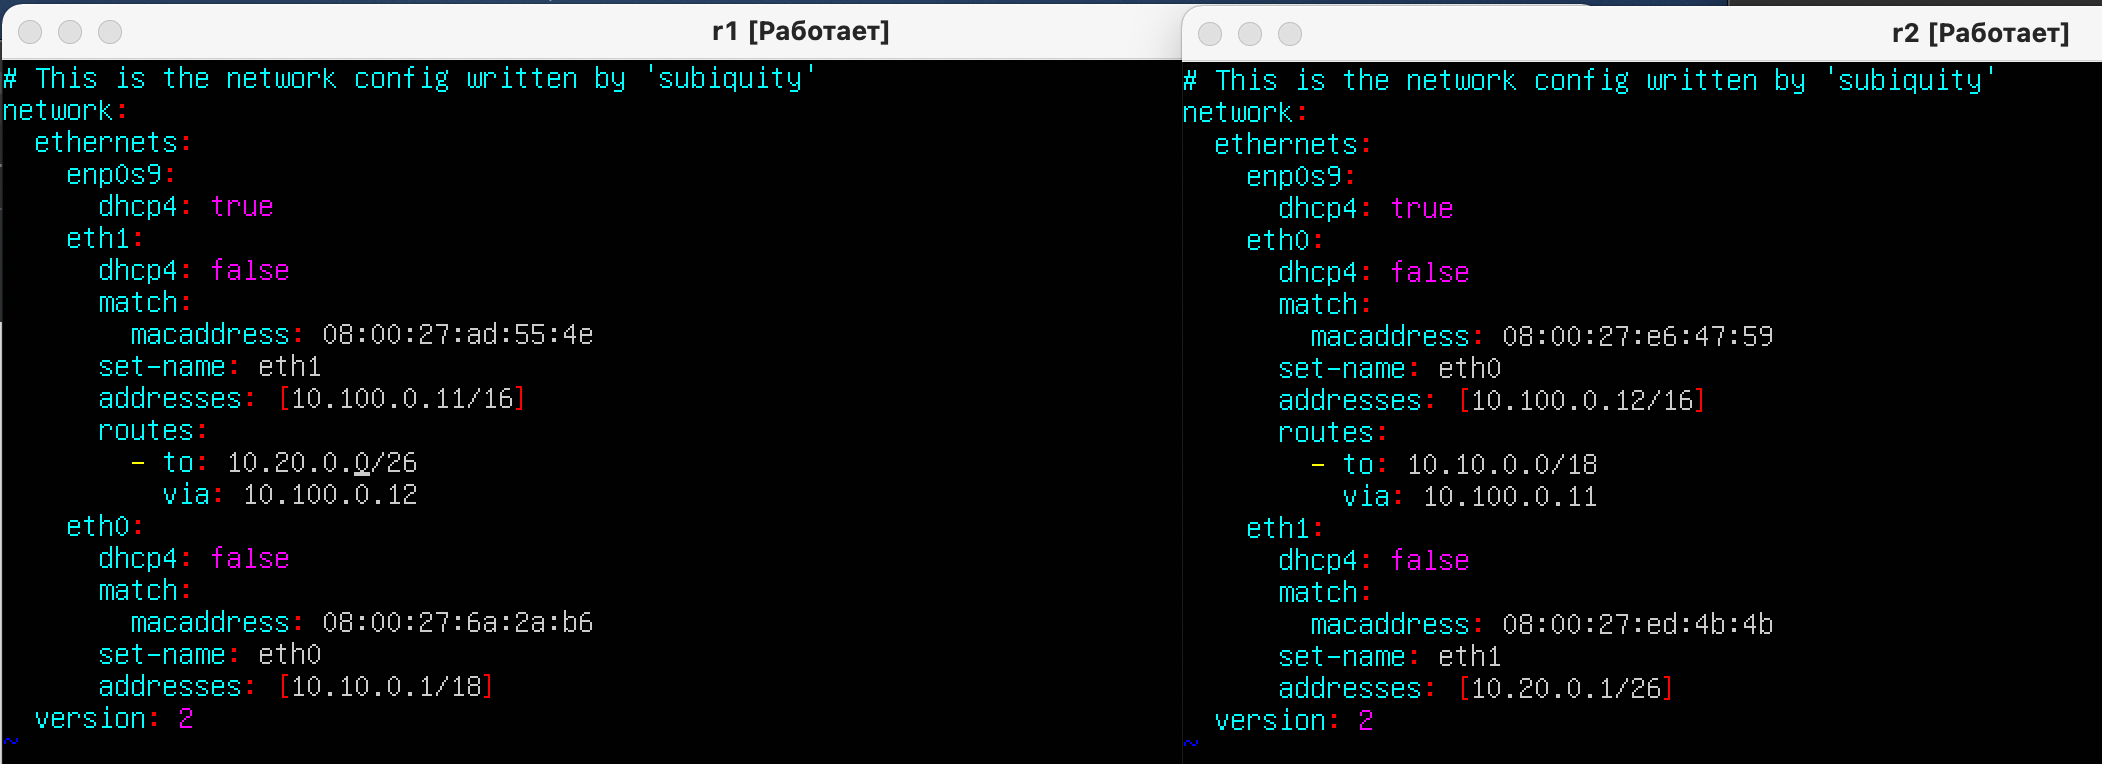 r1 [Работает]
# This is the network config written by 'subiquity'
network:
  ethernets:
    enp0s9:
      dhcp4: true
    eth1:
      dhcp4: false
      match:
        macaddress: 08:00:27:ad:55:4e
      set-name: eth1
      addresses: [10.100.0.11/16]
      routes:
        - to: 10.20.0.0/26
          via: 10.100.0.12
    eth0:
      dhcp4: false
      match:
        macaddress: 08:00:27:6a:2a:b6
      set-name: eth0
      addresses: [10.10.0.1/18]
  version: 2
~
r2 [Работает]
# This is the network config written by 'subiquity'
network:
  ethernets:
    enp0s9:
      dhcp4: true
    eth0:
      dhcp4: false
      match:
        macaddress: 08:00:27:e6:47:59
      set-name: eth0
      addresses: [10.100.0.12/16]
      routes:
        - to: 10.10.0.0/18
          via: 10.100.0.11
    eth1:
      dhcp4: false
      match:
        macaddress: 08:00:27:ed:4b:4b
      set-name: eth1
      addresses: [10.20.0.1/26]
  version: 2
~